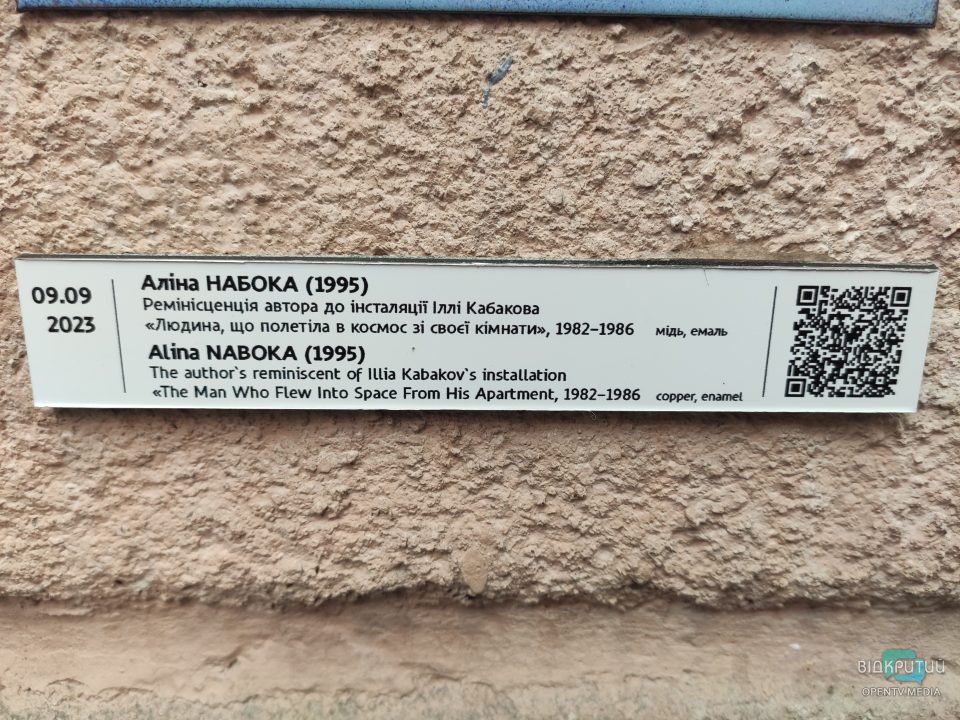 09.09
2023
Аліна НАБОКА (1995)
Ремінісценція автора до інсталяції Іллі Кабакова
«Людина, що полетіла в космос зі своєї кімнати», 1982–1986 мідь, емаль
Alina NABOKA (1995)
The author`s reminiscent of Illia Kabakov`s installation
«The Man Who Flew Into Space From His Apartment, 1982–1986 copper, enamel
ВІДКРИТИЙ
OPENTV.MEDIA